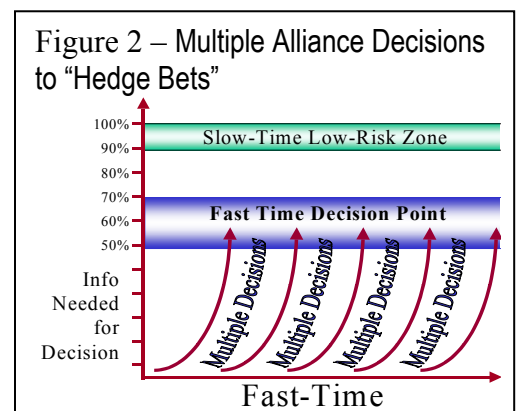 Figure 2 – Multiple Alliance Decisions
to “Hedge Bets”
100%
90%
Slow-Time Low-Risk Zone
70%
60%
50%
Fast Time Decision Point
Info
Needed
for
Decision
Multiple Decisions
Multiple Decisions
Multiple Decisions
Multiple Decisions
Fast-Time